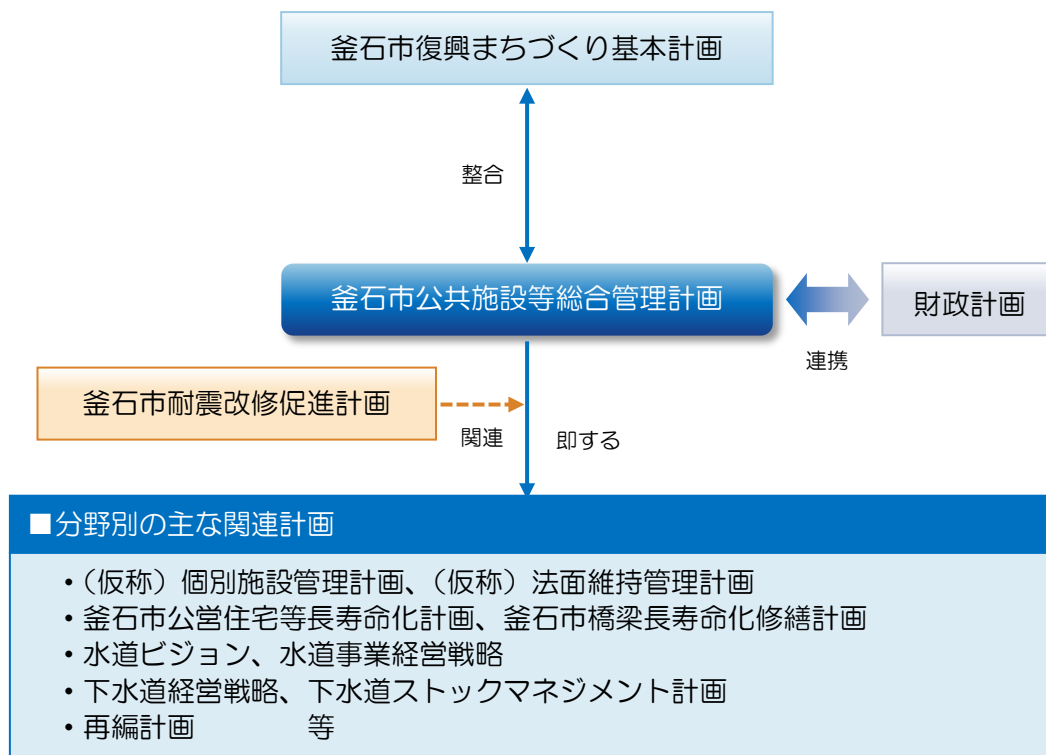 釜石市復興まちづくり基本計画
整合
釜石市公共施設等総合管理計画
財政計画
連携
釜石市耐震改修促進計画
関連
即する
■分野別の主な関連計画
・（仮称）個別施設管理計画、（仮称）法面維持管理計画
・釜石市公営住宅等長寿命化計画、釜石市橋梁長寿命化修繕計画
・水道ビジョン、水道事業経営戦略
・下水道経営戦略、下水道ストックマネジメント計画
・再編計画　　　　等